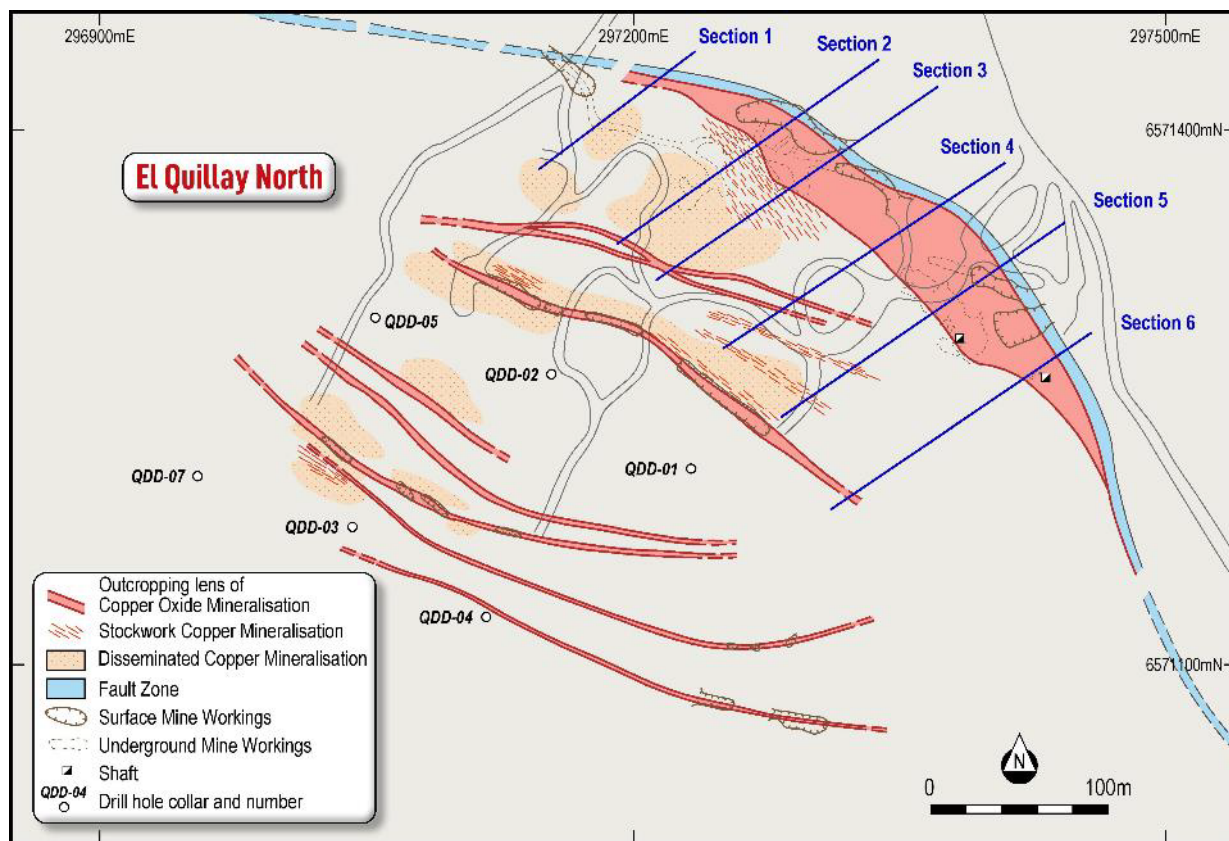 296900mE
297200mE
297500mE
Section 1
Section 2
Section 3
6571400mN
El Quillay North
Section 4
Section 5
QDD-05
Section 6
QDD-02
QDD-01
QDD-07
QDD-03
Outcropping lens of
Copper Oxide Mineralisation
QDD-04
Stockwork Copper Mineralisation
Disseminated Copper Mineralisation
6571100mN
Fault Zone
Surface Mine Workings
Underground Mine Workings
Shaft
QDD-04
Drill hole collar and number
N
0
100m